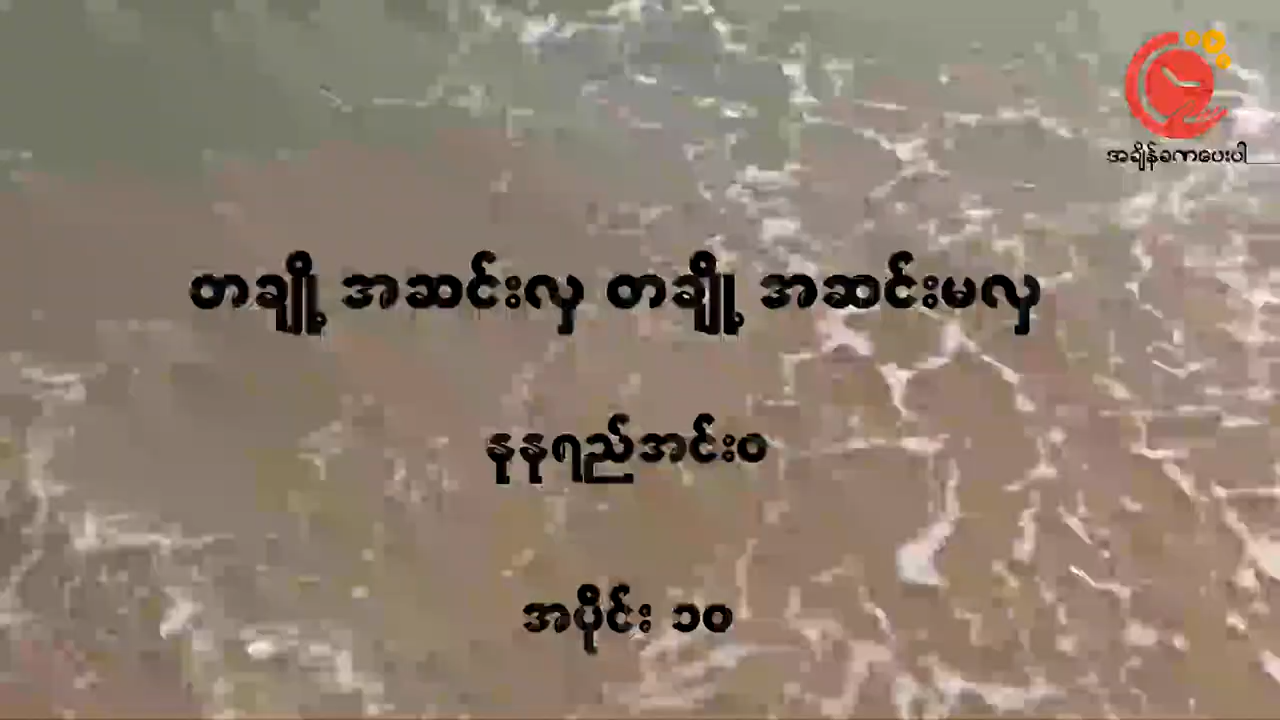 အချိန်ခဏပေးပါ
တချို့ အဆင်းလှ တချို့ အဆင်းမလှ
နုနုရည်အင်းဝ
အပိုင်း ၁၀